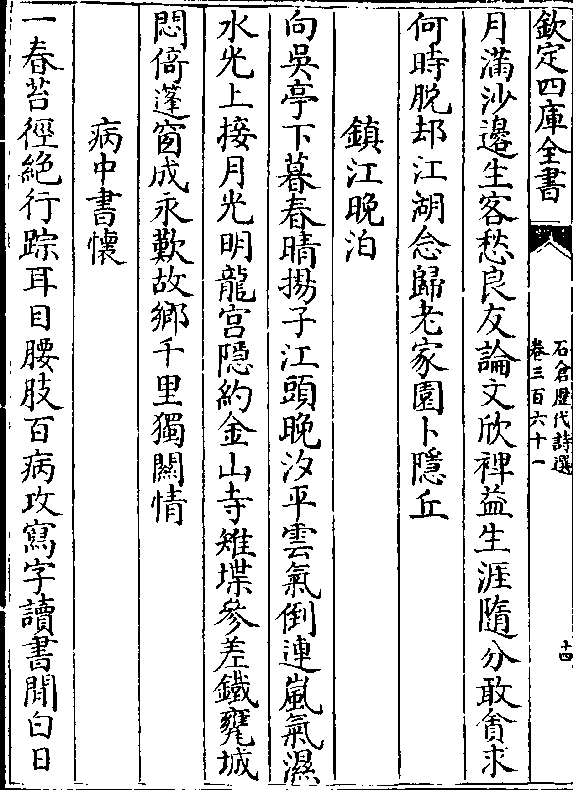 欽定四庫全書
石倉歷代詩選
卷三百六十一
十四
月滿沙邊生客愁良友論文欣裨益生涯隨分敢貪求
何時脫却江湖念歸老家園卜隱丘
鎮江晚泊
向吳亭下暮春晴揚子江頭晚汐平雲氣倒連嵐氣濕
水光上接月光明龍宫隱約金山寺雉堞參差鐵甕城
悶倚蓬窗成永歎故鄉千里獨關情
病中書懷
一春苔徑絶行踪耳目腰肢百病攻寫字讀書閒白日